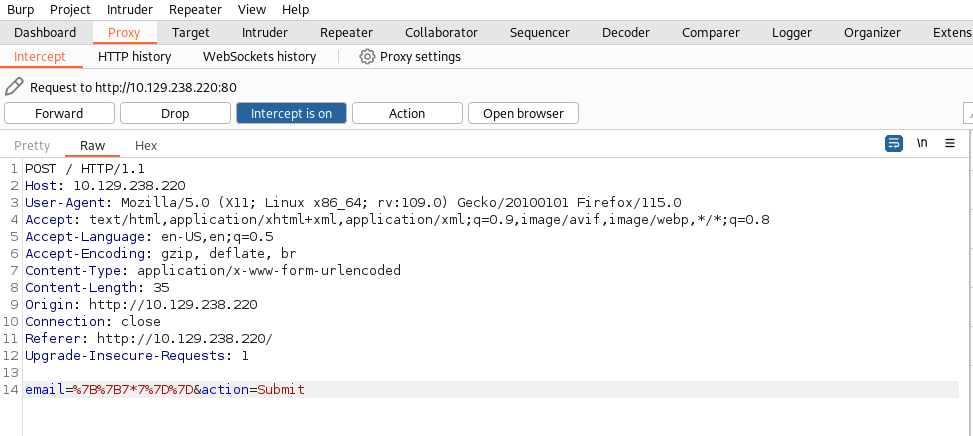 Burp Project Intruder Repeater View Help
Dashboard Proxy Target Intruder Repeater Collaborator Sequencer Decoder Comparer Logger Organizer Extens
Intercept HTTP history WebSockets history Proxy settings
Request to http://10.129.238.220:80
Forward Drop Intercept is on Action Open browser
Pretty Raw Hex \n
1 POST / HTTP/1.1
2 Host: 10.129.238.220
3 User-Agent: Mozilla/5.0 (X11; Linux x86_64; rv:109.0) Gecko/20100101 Firefox/115.0
4 Accept: text/html,application/xhtml+xml,application/xml;q=0.9,image/avif,image/webp,*/*;q=0.8
5 Accept-Language: en-US,en;q=0.5
6 Accept-Encoding: gzip, deflate, br
7 Content-Type: application/x-www-form-urlencoded
8 Content-Length: 35
9 Origin: http://10.129.238.220
10 Connection: close
11 Referer: http://10.129.238.220/
12 Upgrade-Insecure-Requests: 1
13
14 email=%7B%7B7*7%7D%7D&action=Submit